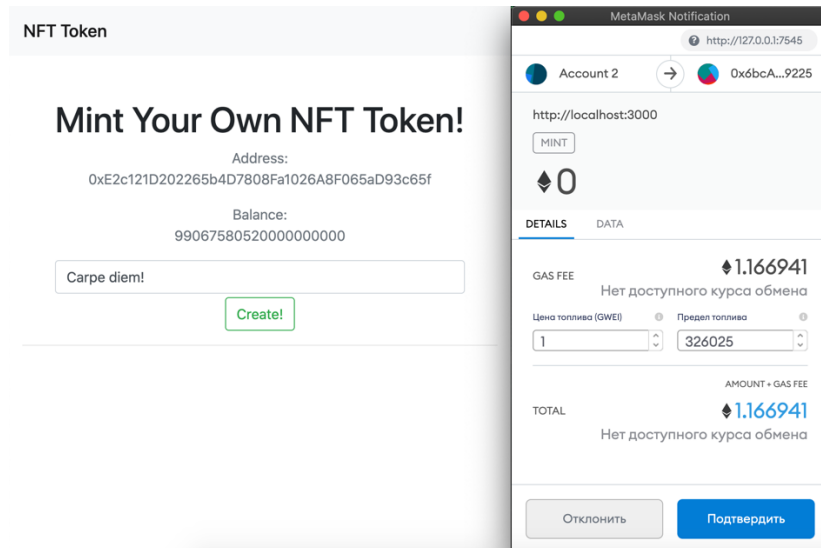 NFT Token
Mint Your Own NFT Token!
Address:
0xE2c121D202265b4D7808Fa1026A8F065aD93c65f
Balance:
99067580520000000000
Carpe diem!
Create!
MetaMask Notification
http://127.0.0.1:7545
Account 2
0x6bcA...9225
http://localhost:3000
MINT
0
DETAILS
DATA
GAS FEE
1.166941
Нет доступного курса обмена
Цена топлива (GWEI)
Предел топлива
1
326025
AMOUNT + GAS FEE
TOTAL
1.166941
Нет доступного курса обмена
Отклонить
Подтвердить